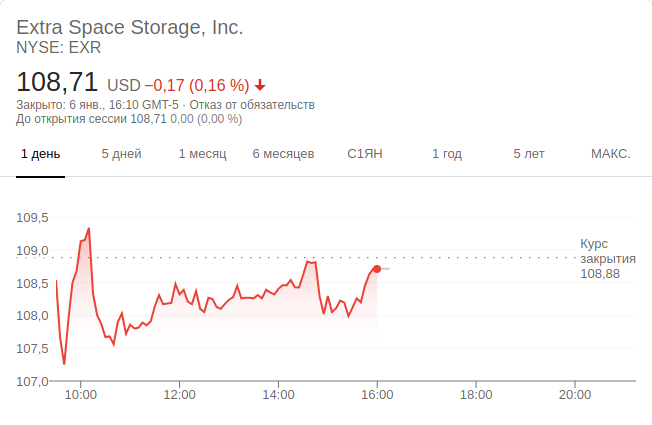 Extra Space Storage, Inc.
NYSE: EXR
108,71 USD −0,17 (0,16 %)
Закрыто: 6 янв., 16:10 GMT-5 · Отказ от обязательств
До открытия сессии 108,71 0,00 (0,00 %)
1 день 5 дней 1 месяц 6 месяцев С1ЯН 1 год 5 лет МАКС.
109,5
109,0
108,5
108,0
107,5
107,0
Курс
закрытия
108,88
10:00 12:00 14:00 16:00 18:00 20:00